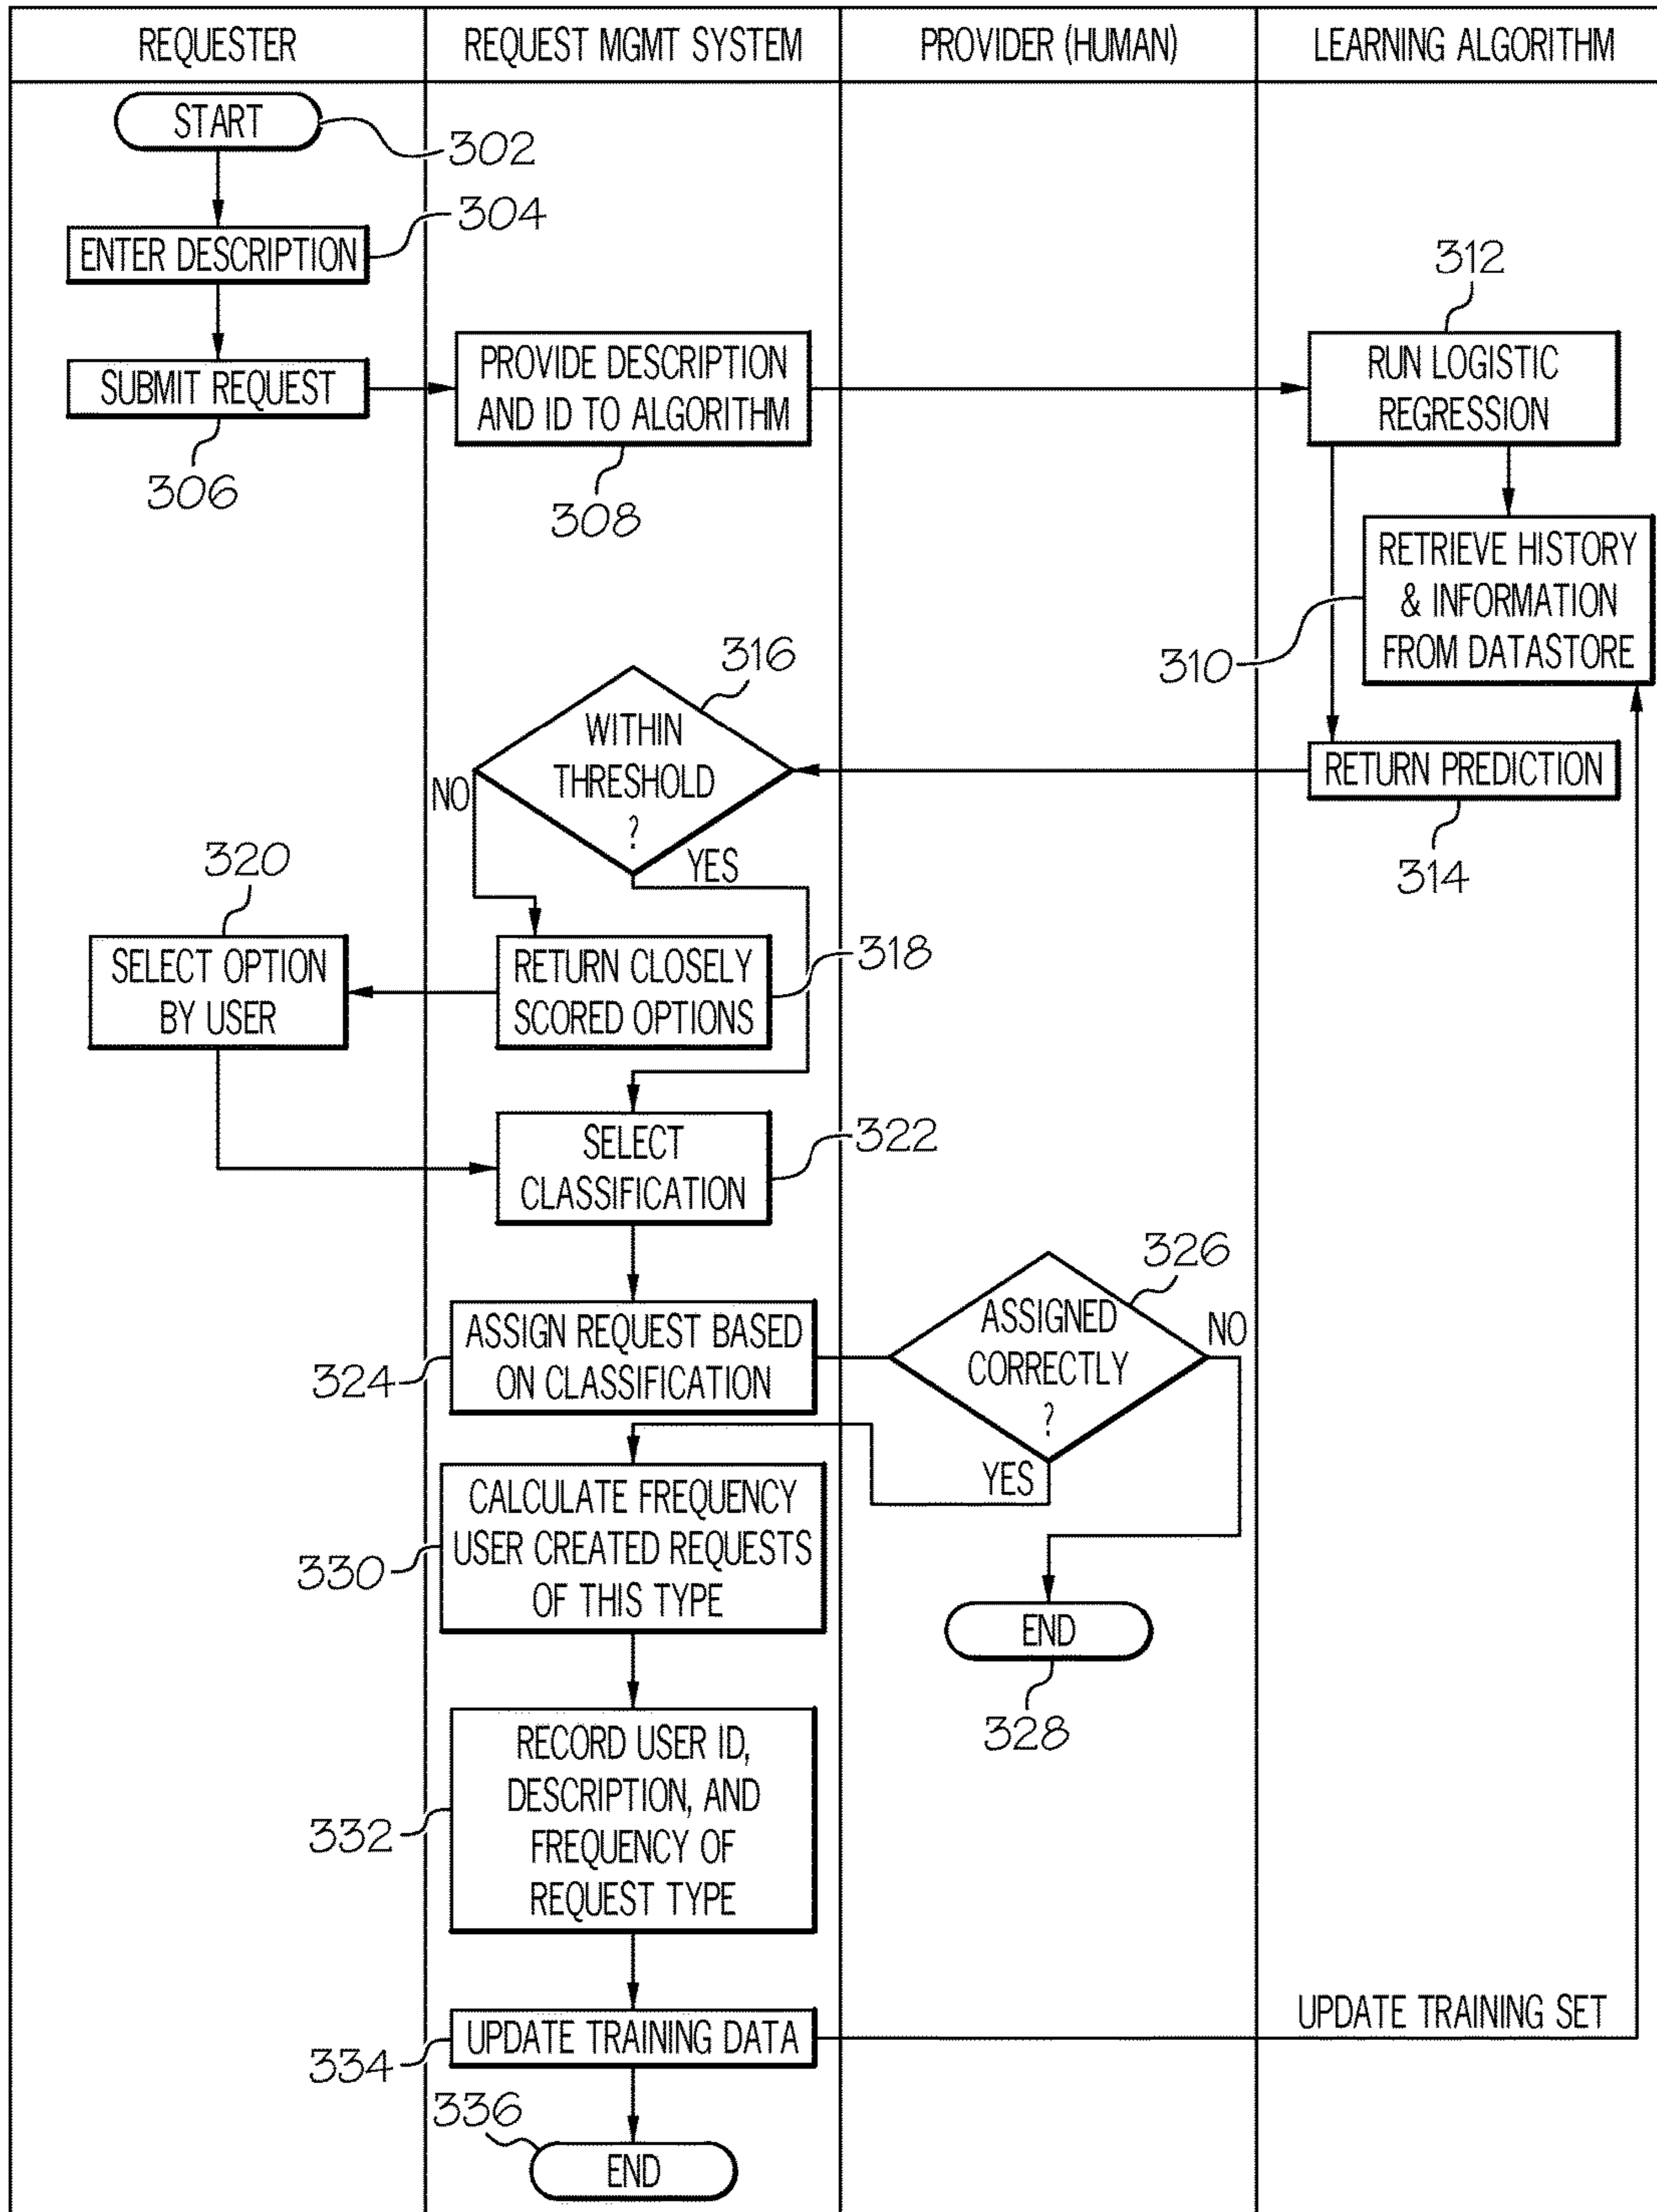 REQUESTER
REQUEST MGMT SYSTEM
PROVIDER (HUMAN)
LEARNING ALGORITHM
START
302
ENTER DESCRIPTION
304
SUBMIT REQUEST
306
PROVIDE DESCRIPTION
AND ID TO ALGORITHM
308
312
RUN LOGISTIC
REGRESSION
RETRIEVE HISTORY
& INFORMATION
FROM DATASTORE
310
RETURN PREDICTION
314
316
WITHIN
THRESHOLD
?
NO
YES
RETURN CLOSELY
SCORED OPTIONS
318
320
SELECT OPTION
BY USER
SELECT
CLASSIFICATION
322
ASSIGN REQUEST BASED
ON CLASSIFICATION
324
326
ASSIGNED
CORRECTLY
?
NO
YES
END
328
CALCULATE FREQUENCY
USER CREATED REQUESTS
OF THIS TYPE
330
RECORD USER ID,
DESCRIPTION, AND
FREQUENCY OF
REQUEST TYPE
332
UPDATE TRAINING DATA
334
UPDATE TRAINING SET
336
END